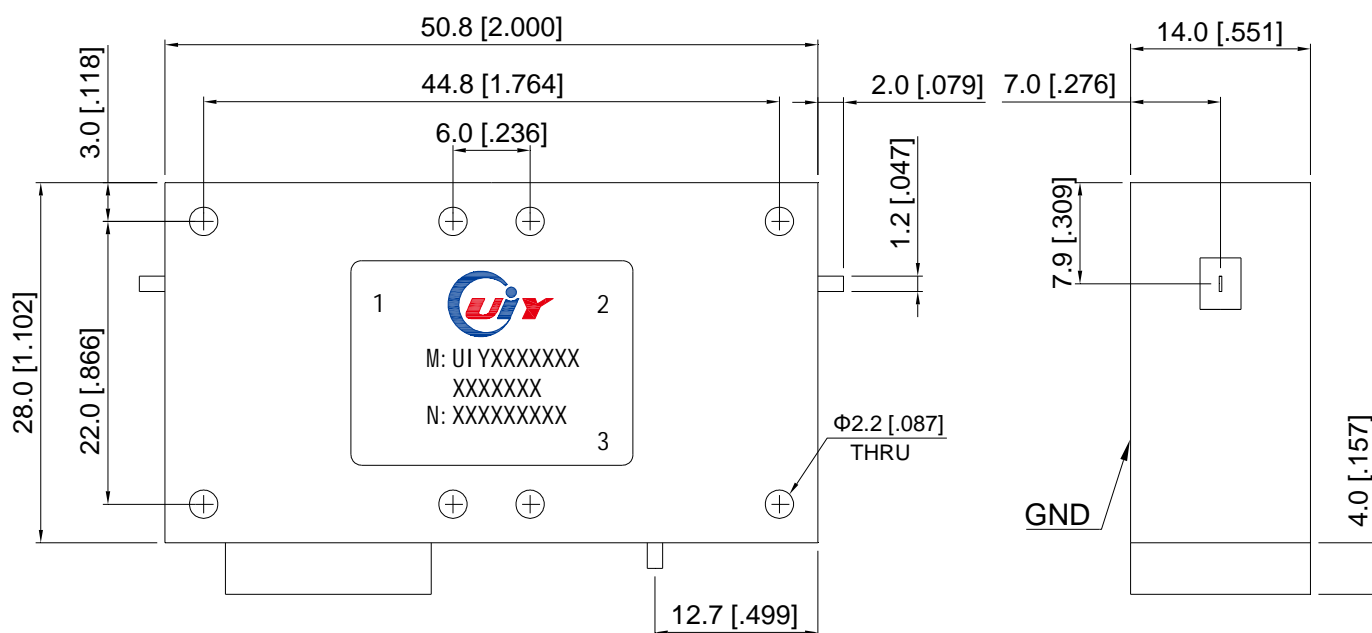 50.8 [2.000]
14.0 [.551]
44.8 [1.764]
2.0 [.079]
7.0 [.276]
3.0 [.118]
6.0 [.236]
1.2 [.047]
7.9 [.309]
28.0 [1.102]
22.0 [.866]
1
UiY
2
M: UIYXXXXXXX
XXXXXXX
N: XXXXXXXXX
3
Φ2.2 [.087]
THRU
GND
4.0 [.157]
12.7 [.499]